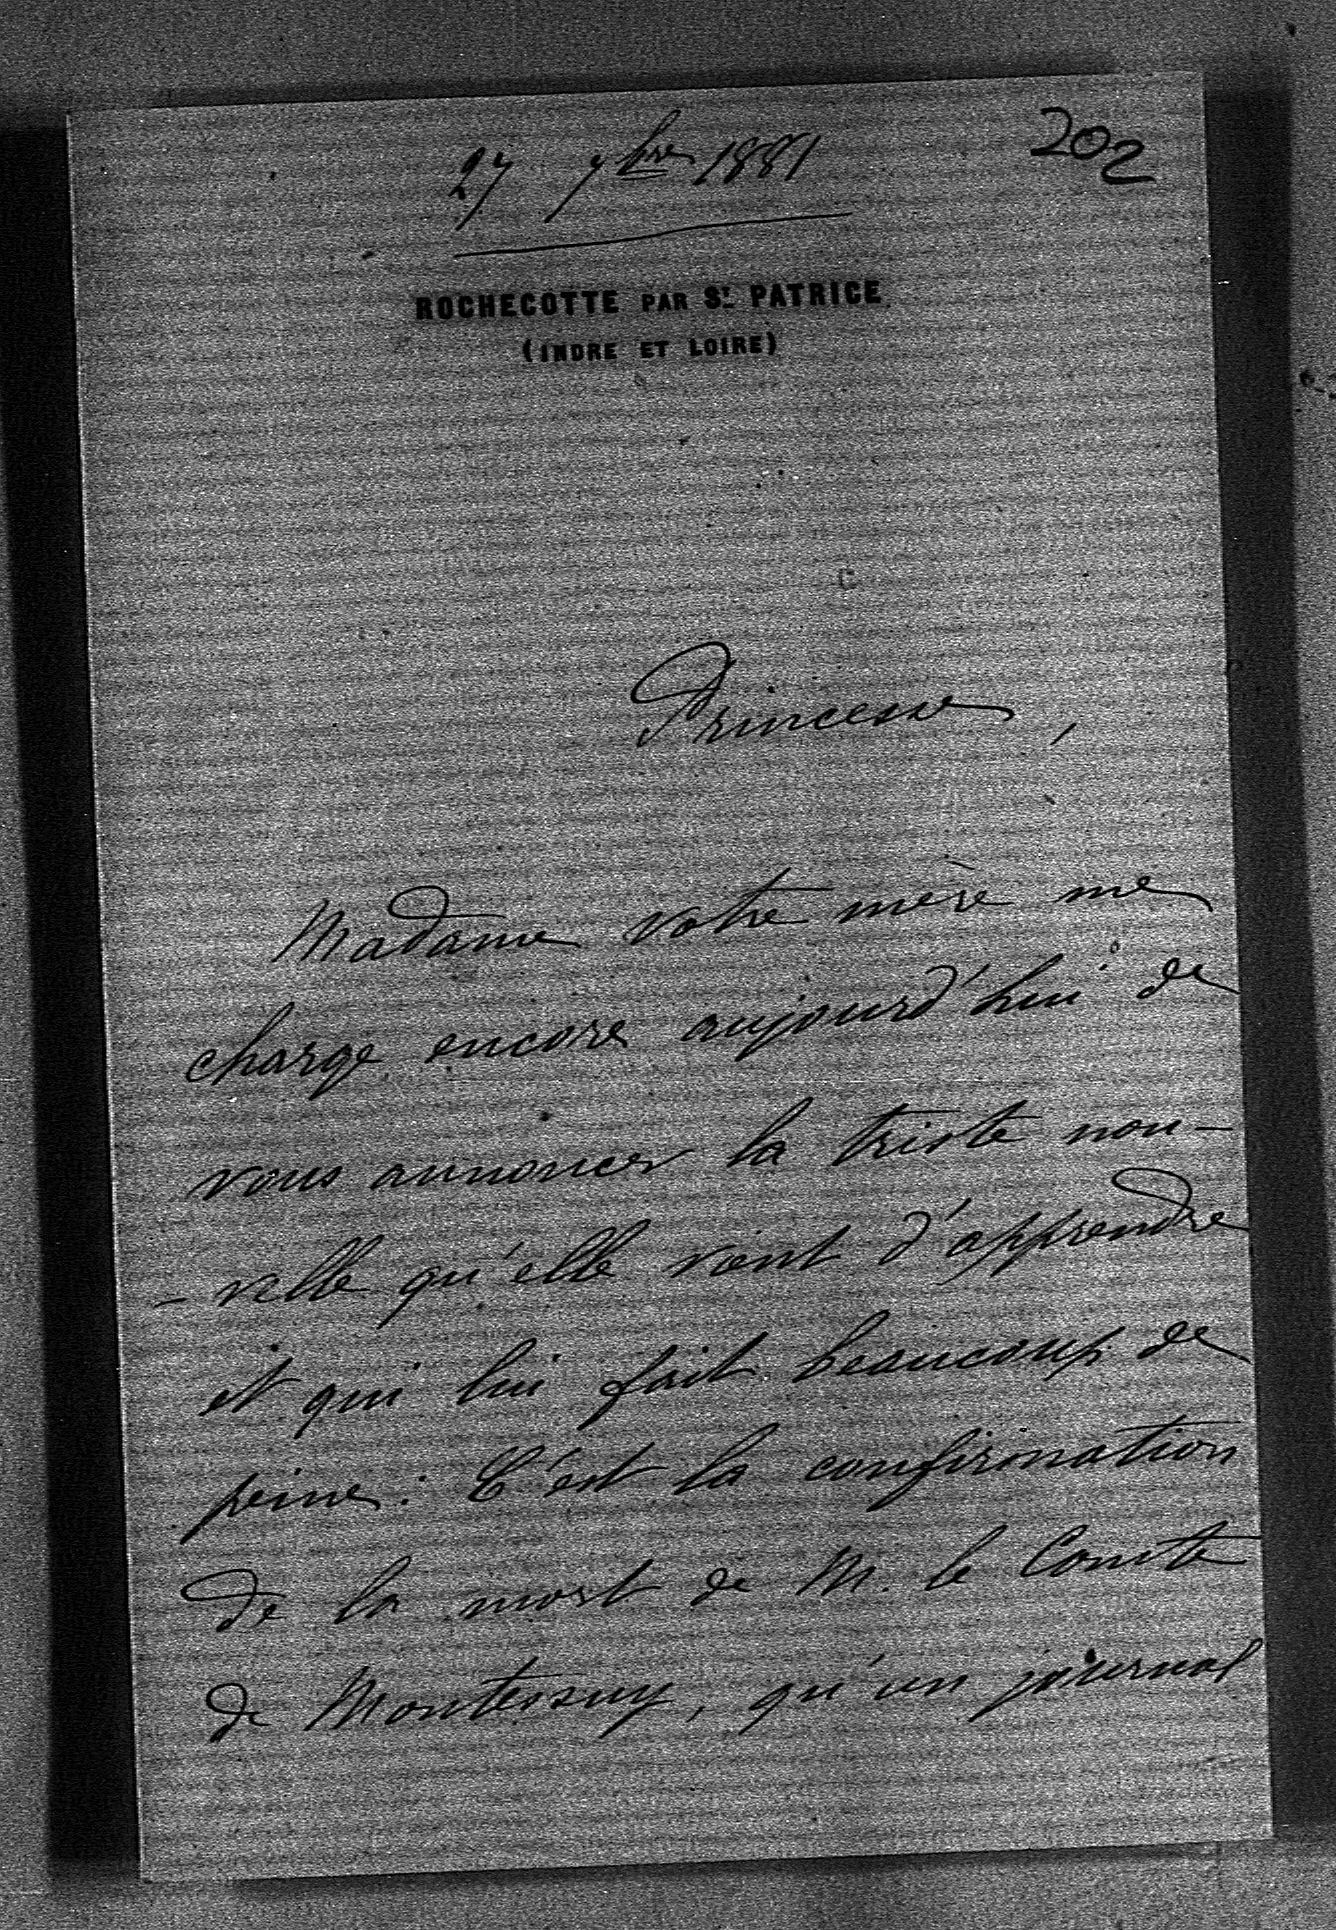 202
27 7bre 1881
ROCHECOTTE PAR ST. PATRICE
(INDRE ET LOIRE)
Princesse,
Madame votre mère me
charge encore aujourd'hui de
vous annoncer la triste nou-
-velle qu'elle vient d'apprendre
et qui lui fait beaucoup de
peine: C'est la confirmation
de la mort de M. le Comte
de Montessuy, qu'un journal